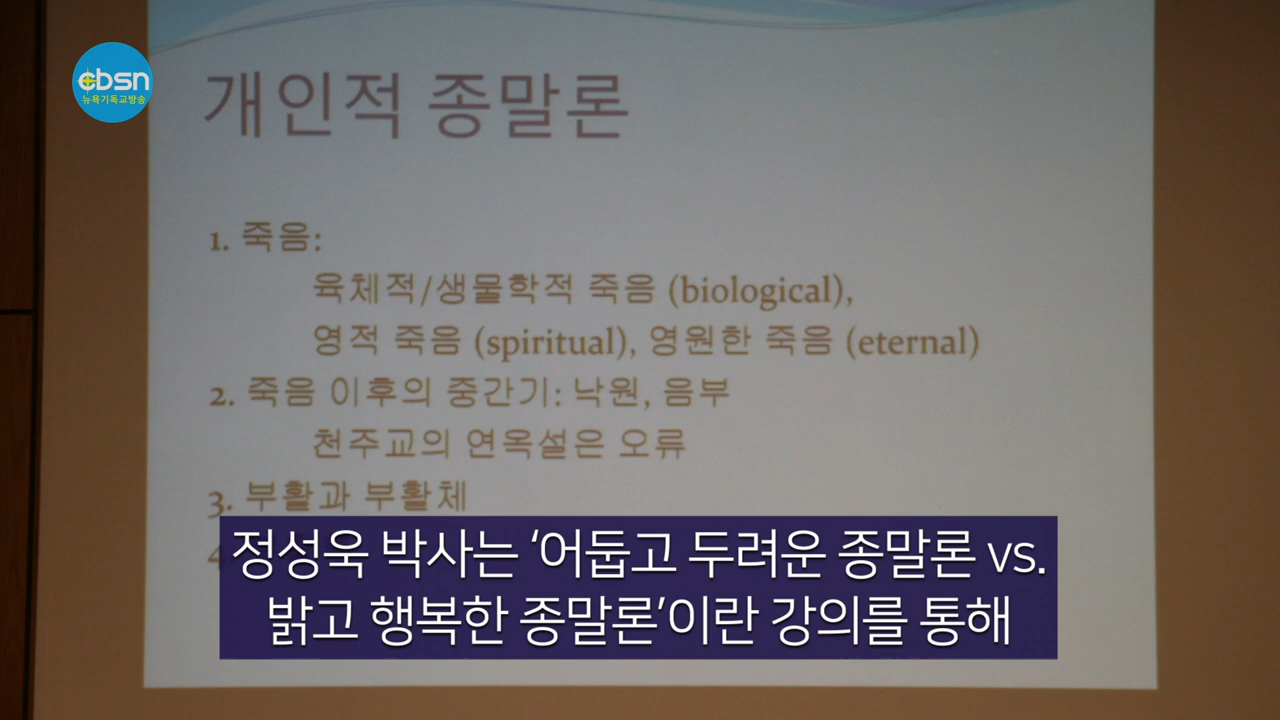 cbsn
뉴욕기독교방송
개인적 종말론
1. 죽음:
육체적/생물학적 죽음 (biological),
영적 죽음 (spiritual), 영원한 죽음 (eternal)
2. 죽음 이후의 중간기: 낙원, 음부
천주교의 연옥설은 오류
3. 부활과 부활체
4.
정성욱 박사는 ‘어둡고 두려운 종말론 vs.
밝고 행복한 종말론’이란 강의를 통해